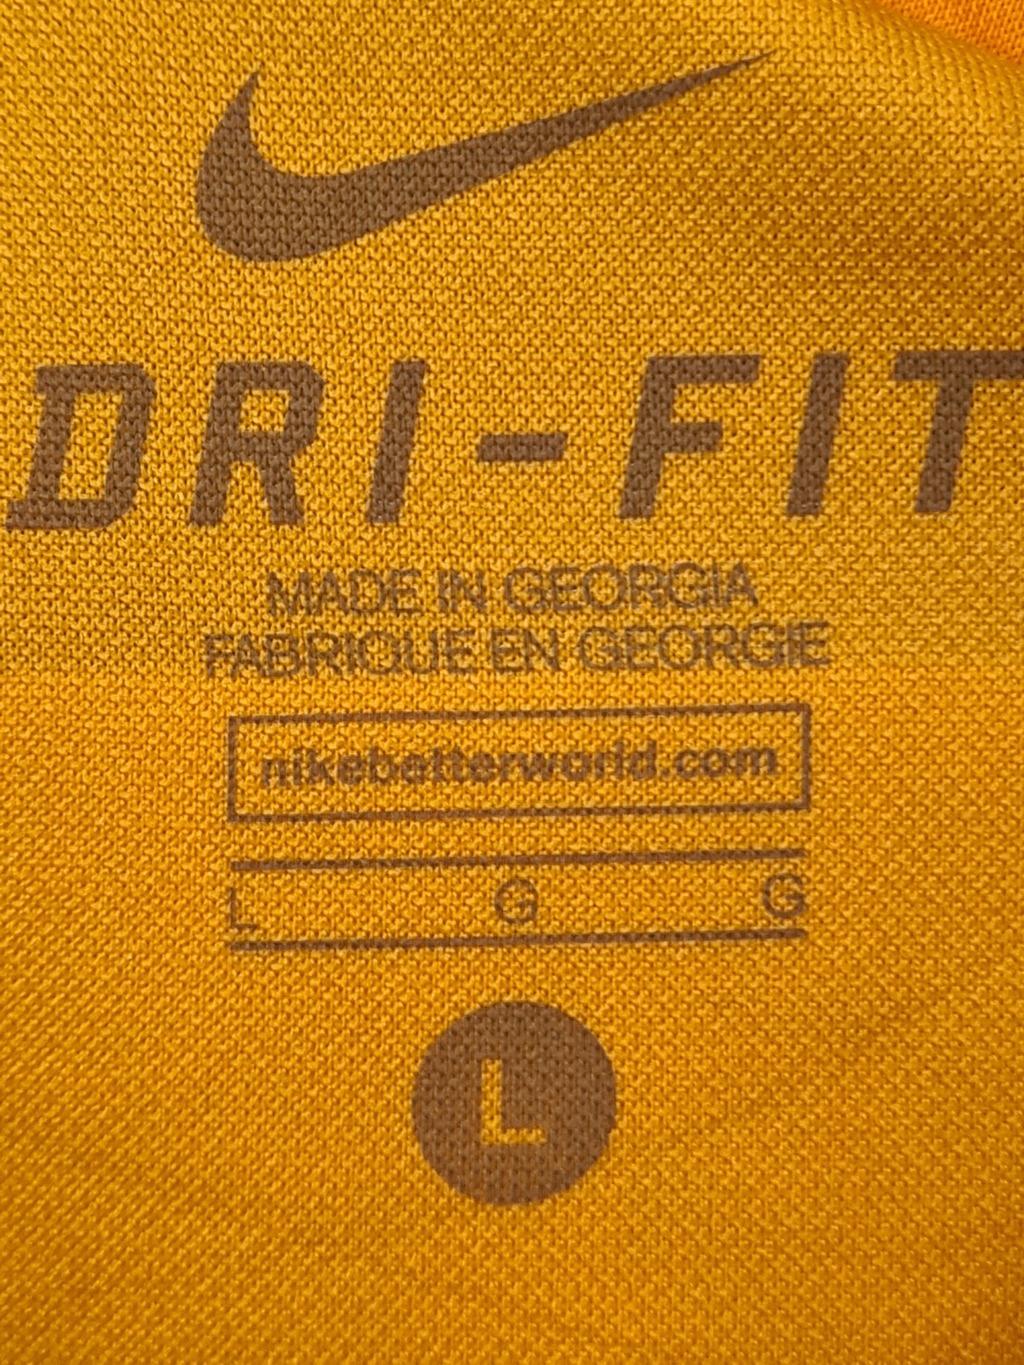 DRI-FIT
MADE IN GEORGIA
FABRIQUE EN GEORGIE
nikebetterworld.com
L G G
L